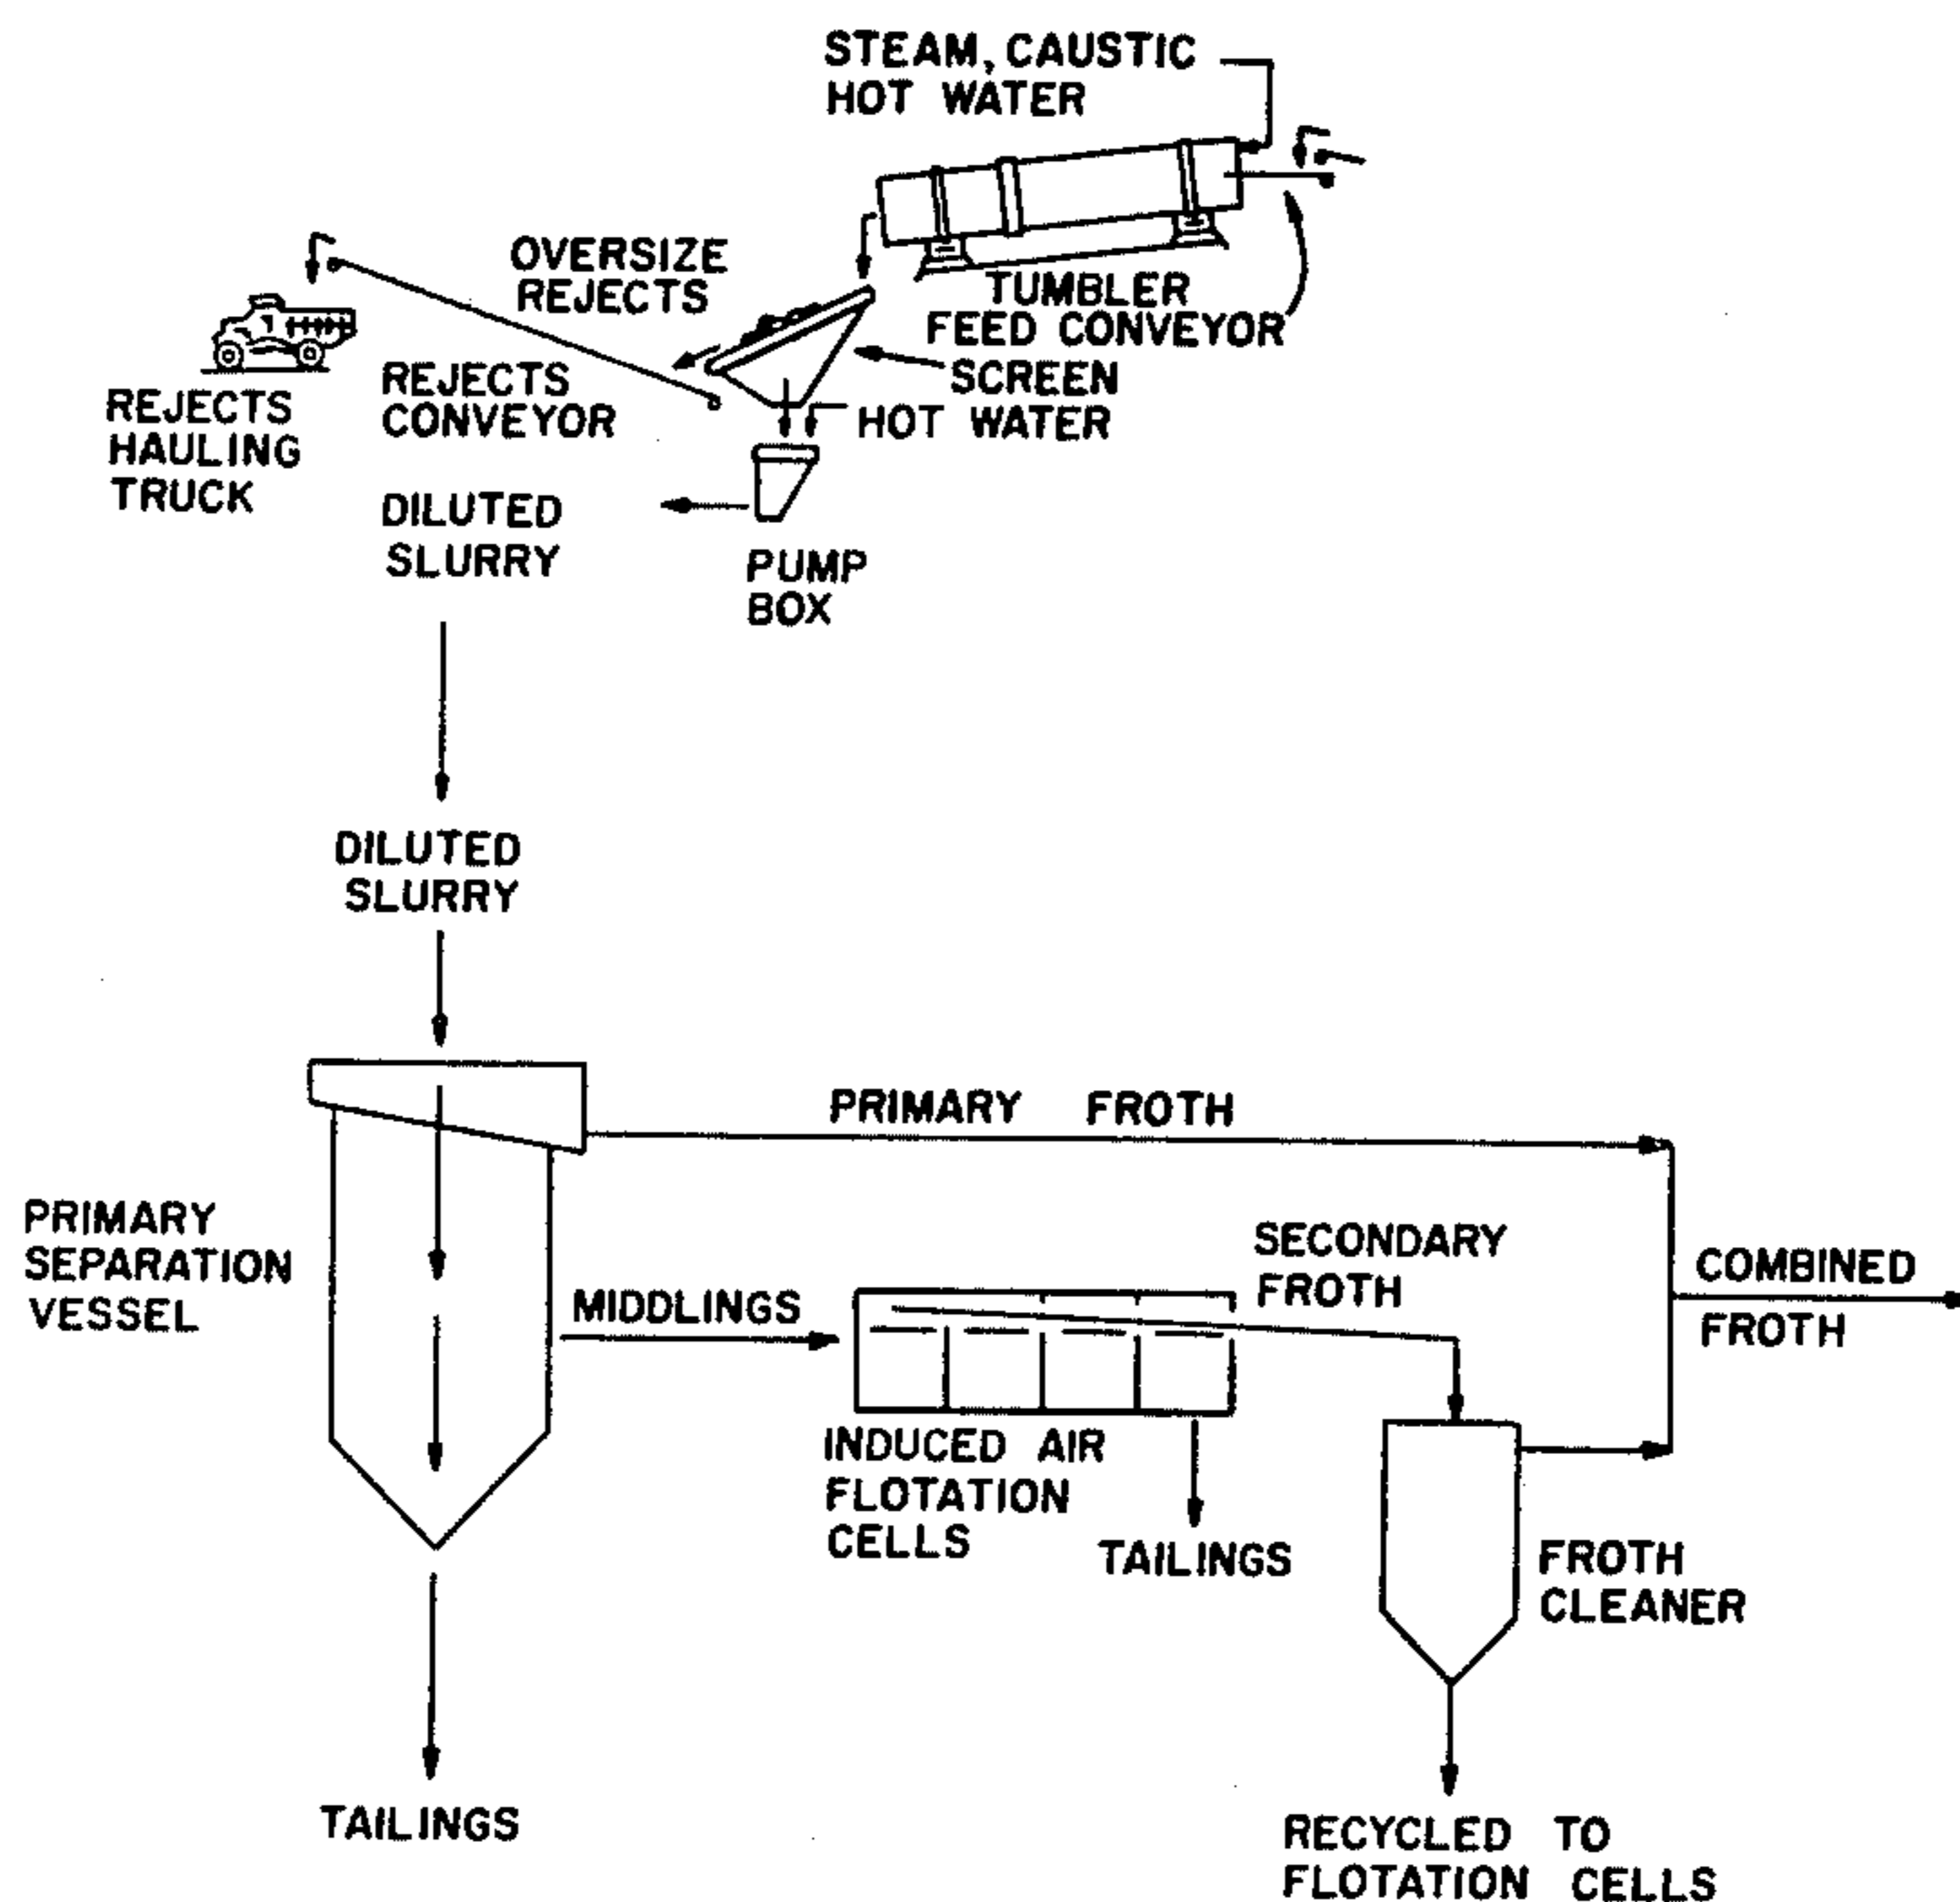 STEAM, CAUSTIC
HOT WATER
OVERSIZE
REJECTS
TUMBLER
FEED CONVEYOR
SCREEN
HOT WATER
REJECTS
CONVEYOR
REJECTS
HAULING
TRUCK
DILUTED
SLURRY
PUMP
BOX
DILUTED
SLURRY
PRIMARY FROTH
PRIMARY
SEPARATION
VESSEL
MIDDLINGS
SECONDARY
FROTH
COMBINED
FROTH
INDUCED AIR
FLOTATION
CELLS
TAILINGS
FROTH
CLEANER
TAILINGS
RECYCLED TO
FLOTATION CELLS